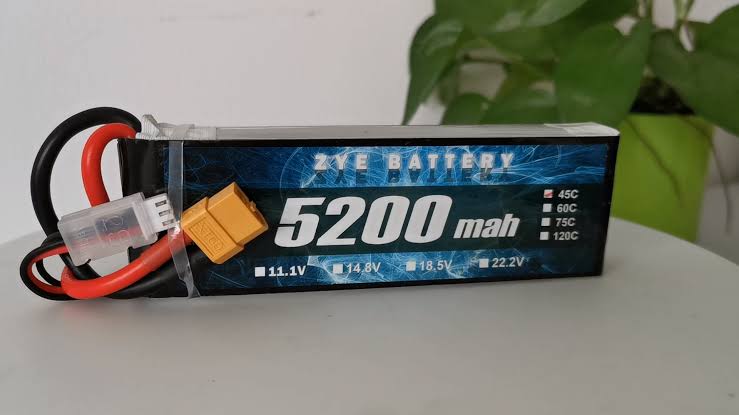 ZYE BATTERY
5200 mah
45C
60C
75C
120C
11.1V 14.8V 18.5V 22.2V